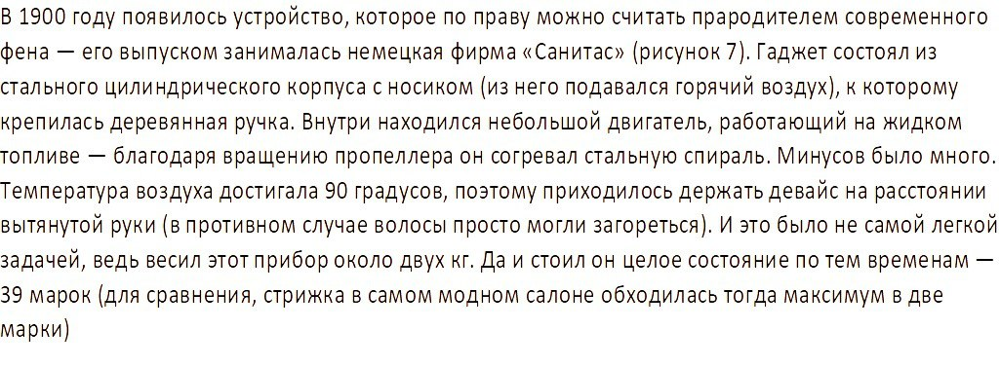 В 1900 году появилось устройство, которое по праву можно считать прародителем современного
фена — его выпуском занималась немецкая фирма «Санитас» (рисунок 7). Гаджет состоял из
стального цилиндрического корпуса с носиком (из него подавался горячий воздух), к которому
крепилась деревянная ручка. Внутри находился небольшой двигатель, работающий на жидком
топливе — благодаря вращению пропеллера он согревал стальную спираль. Минусов было много.
Температура воздуха достигала 90 градусов, поэтому приходилось держать девайс на расстоянии
вытянутой руки (в противном случае волосы просто могли загореться). И это было не самой легкой
задачей, ведь весил этот прибор около двух кг. Да и стоил он целое состояние по тем временам —
39 марок (для сравнения, стрижка в самом модном салоне обходилась тогда максимум в две
марки)